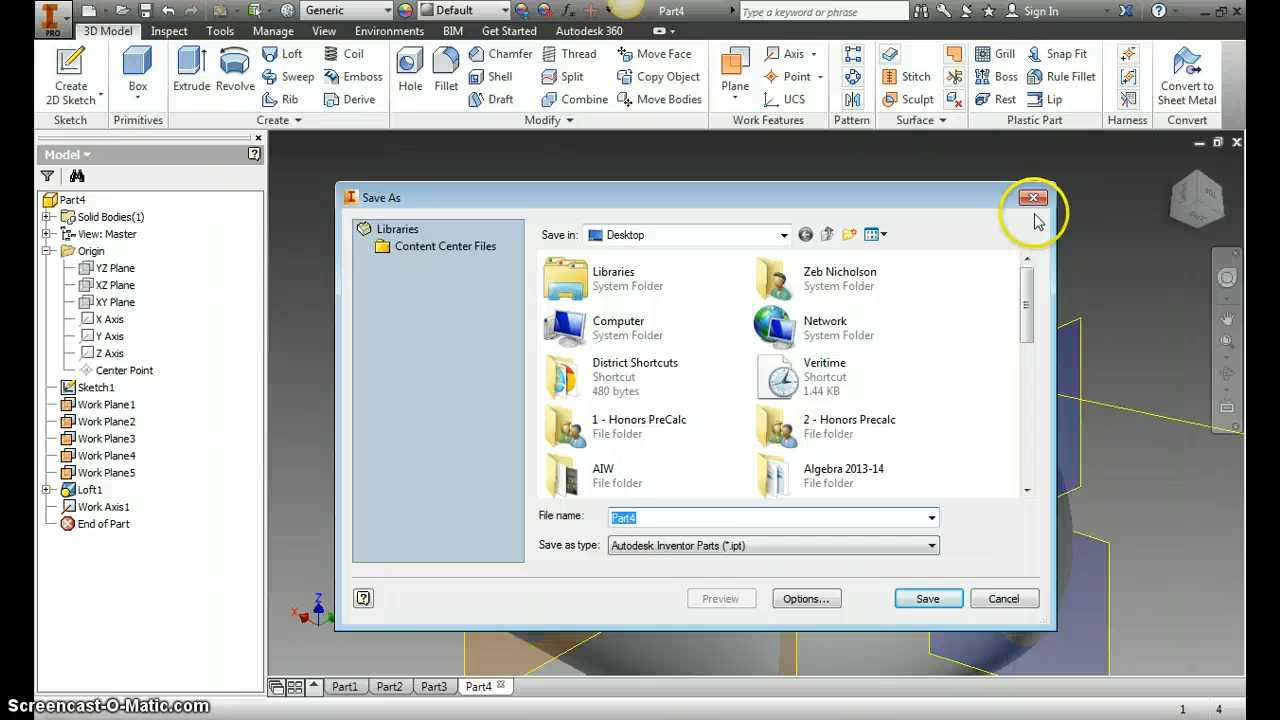 Generic
Default
Part4
Type a keyword or phrase
Sign In
PRO
3D Model
Inspect
Tools
Manage
View
Environments
BIM
Get Started
Autodesk 360
Create
2D Sketch
Box
Extrude
Revolve
Loft
Sweep
Rib
Coil
Emboss
Derive
Hole
Fillet
Chamfer
Shell
Draft
Thread
Split
Combine
Move Face
Copy Object
Move Bodies
Plane
Axis
Point
UCS
Stitch
Sculpt
Grill
Boss
Rest
Snap Fit
Rule Fillet
Lip
Convert to
Sheet Metal
Sketch
Primitives
Create
Modify
Work Features
Pattern
Surface
Plastic Part
Harness
Convert
Model
Part4
Solid Bodies(1)
View: Master
Origin
YZ Plane
XZ Plane
XY Plane
X Axis
Y Axis
Z Axis
Center Point
Sketch1
Work Plane1
Work Plane2
Work Plane3
Work Plane4
Work Plane5
Loft1
Work Axis1
End of Part
Save As
Libraries
Content Center Files
Save in:
Desktop
Libraries
System Folder
Zeb Nicholson
System Folder
Computer
System Folder
Network
System Folder
District Shortcuts
Shortcut
480 bytes
Veritime
Shortcut
1.44 KB
1 - Honors PreCalc
File folder
2 - Honors Precalc
File folder
AIW
File folder
Algebra 2013-14
File folder
File name:
Part4
Save as type:
Autodesk Inventor Parts (*.ipt)
Preview
Options...
Save
Cancel
Z
X
Part1
Part2
Part3
Part4
Screencast-O-Matic.com
1
4